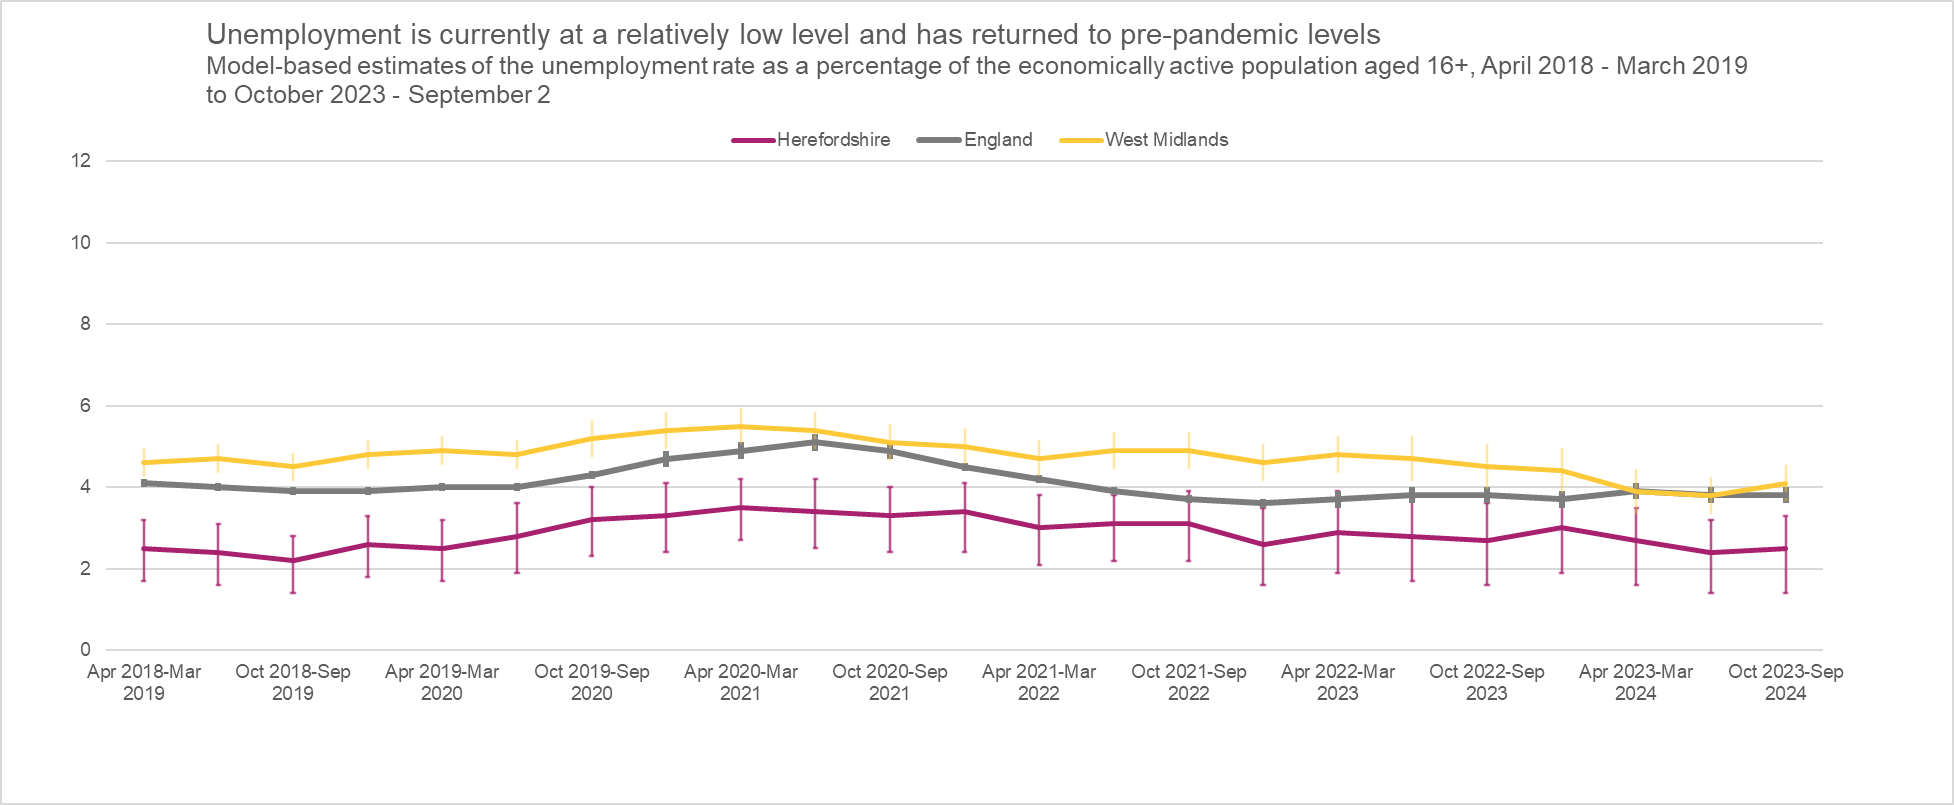 Unemployment is currently at a relatively low level and has returned to pre-pandemic levels
Model-based estimates of the unemployment rate as a percentage of the economically active population aged 16+, April 2018 - March 2019
to October 2023 - September 2
Herefordshire England West Midlands
12
10
8
6
4
2
0
Apr 2018-Mar 2019
Oct 2018-Sep 2019
Apr 2019-Mar 2020
Oct 2019-Sep 2020
Apr 2020-Mar 2021
Oct 2020-Sep 2021
Apr 2021-Mar 2022
Oct 2021-Sep 2022
Apr 2022-Mar 2023
Oct 2022-Sep 2023
Apr 2023-Mar 2024
Oct 2023-Sep 2024